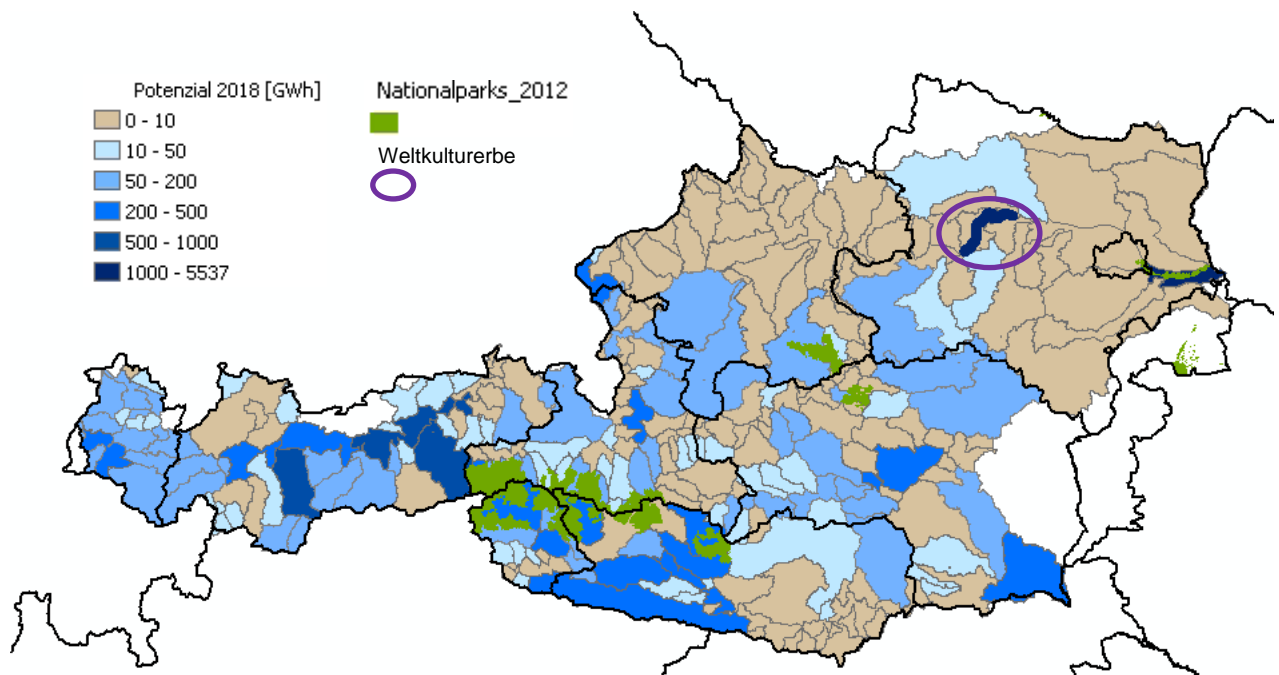 Potenzial 2018 [GWh]
0 - 10
10 - 50
50 - 200
200 - 500
500 - 1000
1000 - 5537
Nationalparks_2012
Weltkulturerbe